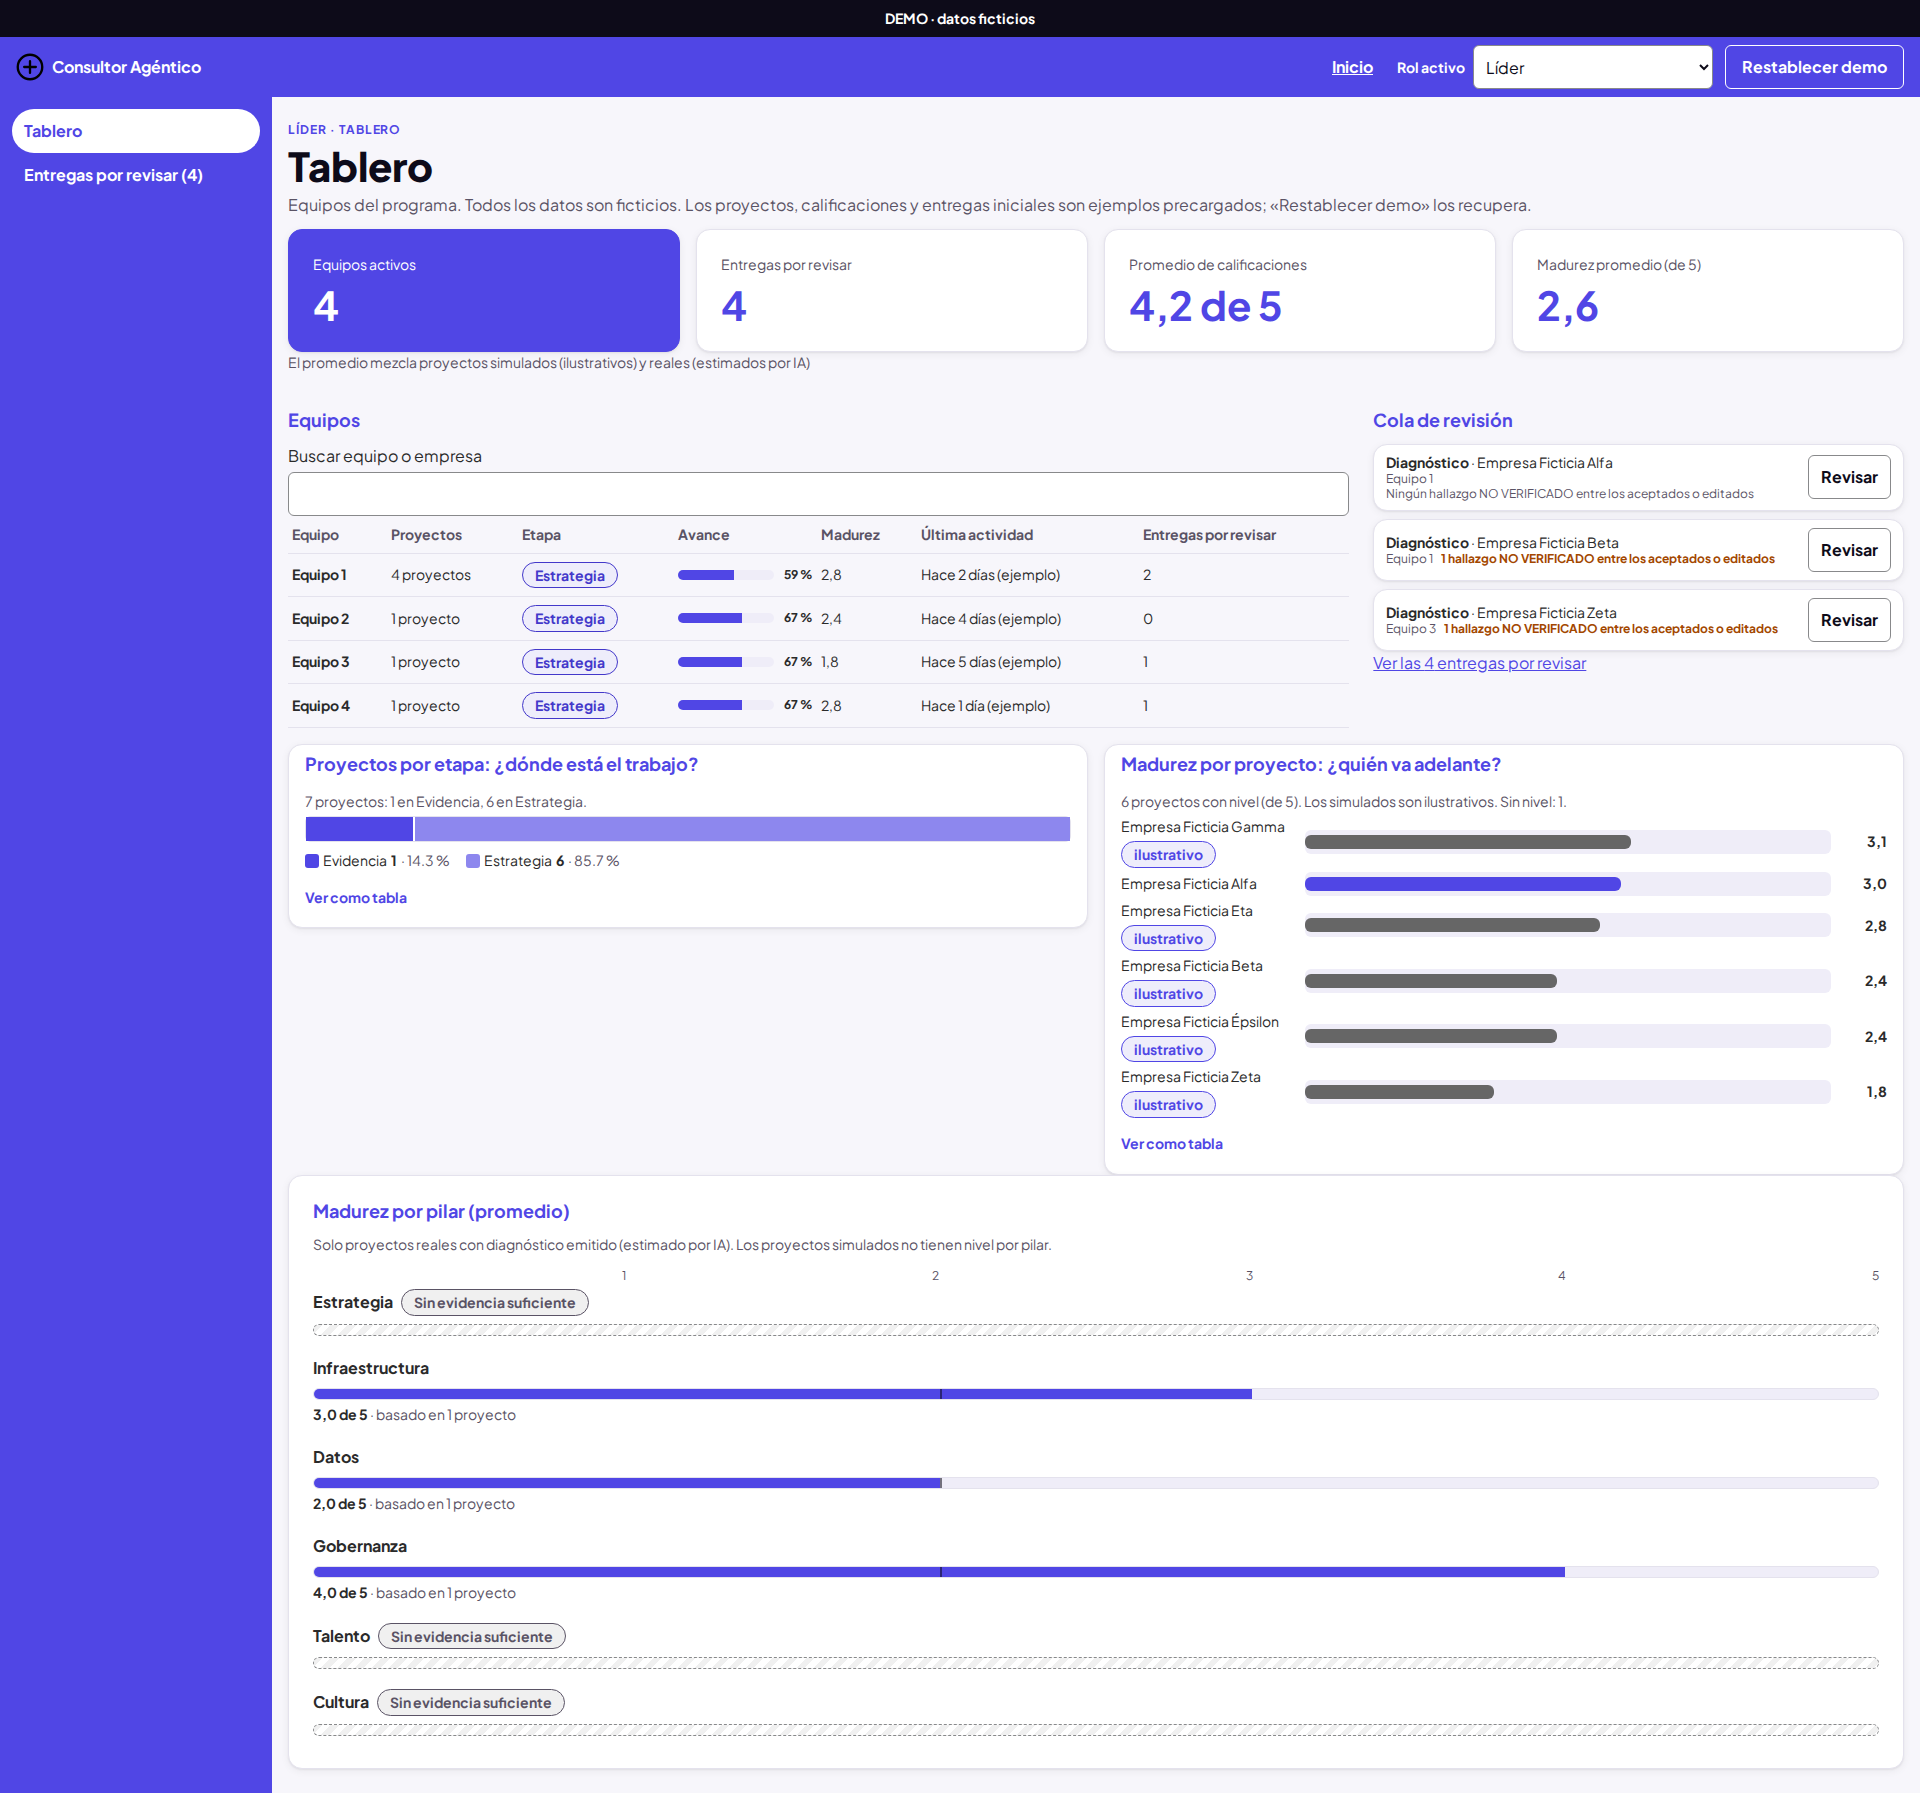 DEMO · datos ficticios
Consultor Agéntico
Inicio
Rol activo
Líder
Restablecer demo
Tablero
Entregas por revisar (4)
LÍDER · TABLERO
Tablero
Equipos del programa. Todos los datos son ficticios. Los proyectos, calificaciones y entregas iniciales son ejemplos precargados; «Restablecer demo» los recupera.
Equipos activos
4
Entregas por revisar
4
Promedio de calificaciones
4,2 de 5
Madurez promedio (de 5)
2,6
El promedio mezcla proyectos simulados (ilustrativos) y reales (estimados por IA)
Equipos
Buscar equipo o empresa
Equipo Proyectos Etapa Avance Madurez Última actividad Entregas por revisar
Equipo 1 4 proyectos Estrategia 59 % 2,8 Hace 2 días (ejemplo) 2
Equipo 2 1 proyecto Estrategia 67 % 2,4 Hace 4 días (ejemplo) 0
Equipo 3 1 proyecto Estrategia 67 % 1,8 Hace 5 días (ejemplo) 1
Equipo 4 1 proyecto Estrategia 67 % 2,8 Hace 1 día (ejemplo) 1
Cola de revisión
Diagnóstico · Empresa Ficticia Alfa
Equipo 1
Ningún hallazgo NO VERIFICADO entre los aceptados o editados
Revisar
Diagnóstico · Empresa Ficticia Beta
Equipo 1 1 hallazgo NO VERIFICADO entre los aceptados o editados
Revisar
Diagnóstico · Empresa Ficticia Zeta
Equipo 3 1 hallazgo NO VERIFICADO entre los aceptados o editados
Revisar
Ver las 4 entregas por revisar
Proyectos por etapa: ¿dónde está el trabajo?
7 proyectos: 1 en Evidencia, 6 en Estrategia.
Evidencia 1 · 14.3 % Estrategia 6 · 85.7 %
Ver como tabla
Madurez por proyecto: ¿quién va adelante?
6 proyectos con nivel (de 5). Los simulados son ilustrativos. Sin nivel: 1.
Empresa Ficticia Gamma
ilustrativo
3,1
Empresa Ficticia Alfa
3,0
Empresa Ficticia Eta
ilustrativo
2,8
Empresa Ficticia Beta
ilustrativo
2,4
Empresa Ficticia Épsilon
ilustrativo
2,4
Empresa Ficticia Zeta
ilustrativo
1,8
Ver como tabla
Madurez por pilar (promedio)
Solo proyectos reales con diagnóstico emitido (estimado por IA). Los proyectos simulados no tienen nivel por pilar.
1 2 3 4 5
Estrategia Sin evidencia suficiente
Infraestructura
3,0 de 5 · basado en 1 proyecto
Datos
2,0 de 5 · basado en 1 proyecto
Gobernanza
4,0 de 5 · basado en 1 proyecto
Talento Sin evidencia suficiente
Cultura Sin evidencia suficiente